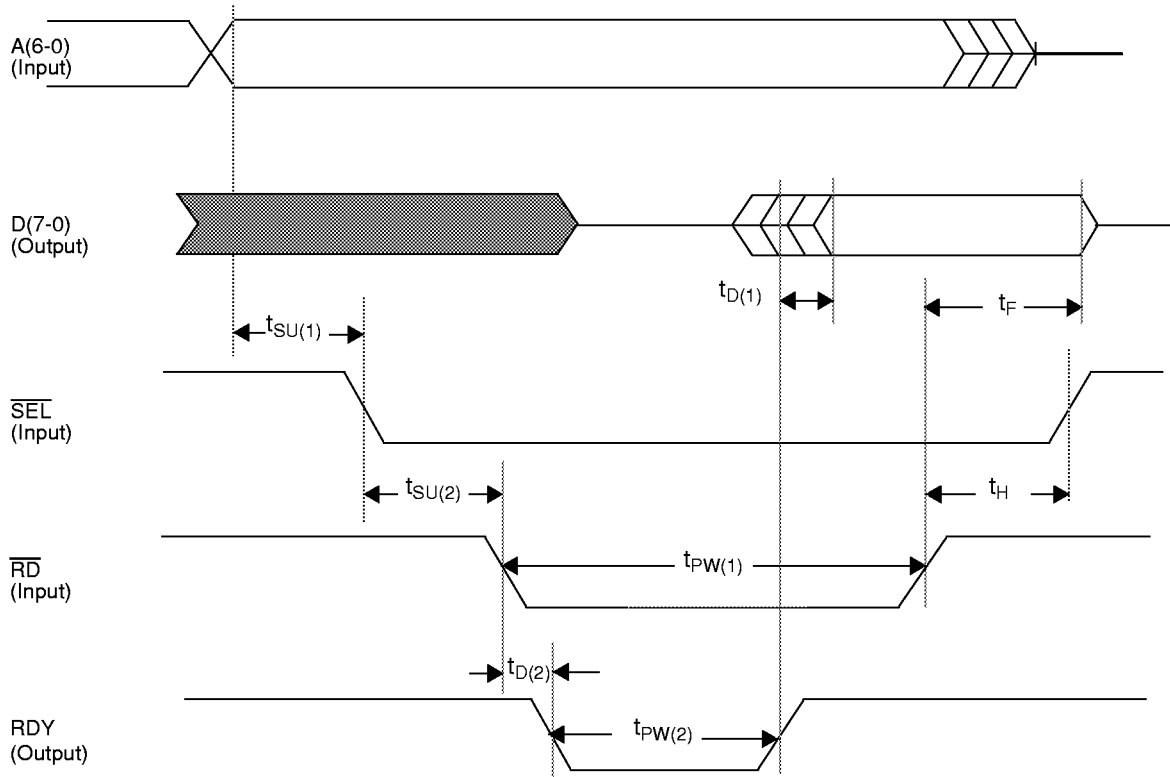 A(6-0)
(Input)
D(7-0)
(Output)
tD(1)
tF
tSU(1)
SEL
(Input)
tSU(2)
tH
RD
(Input)
tPW(1)
tD(2)
RDY
(Output)
tPW(2)